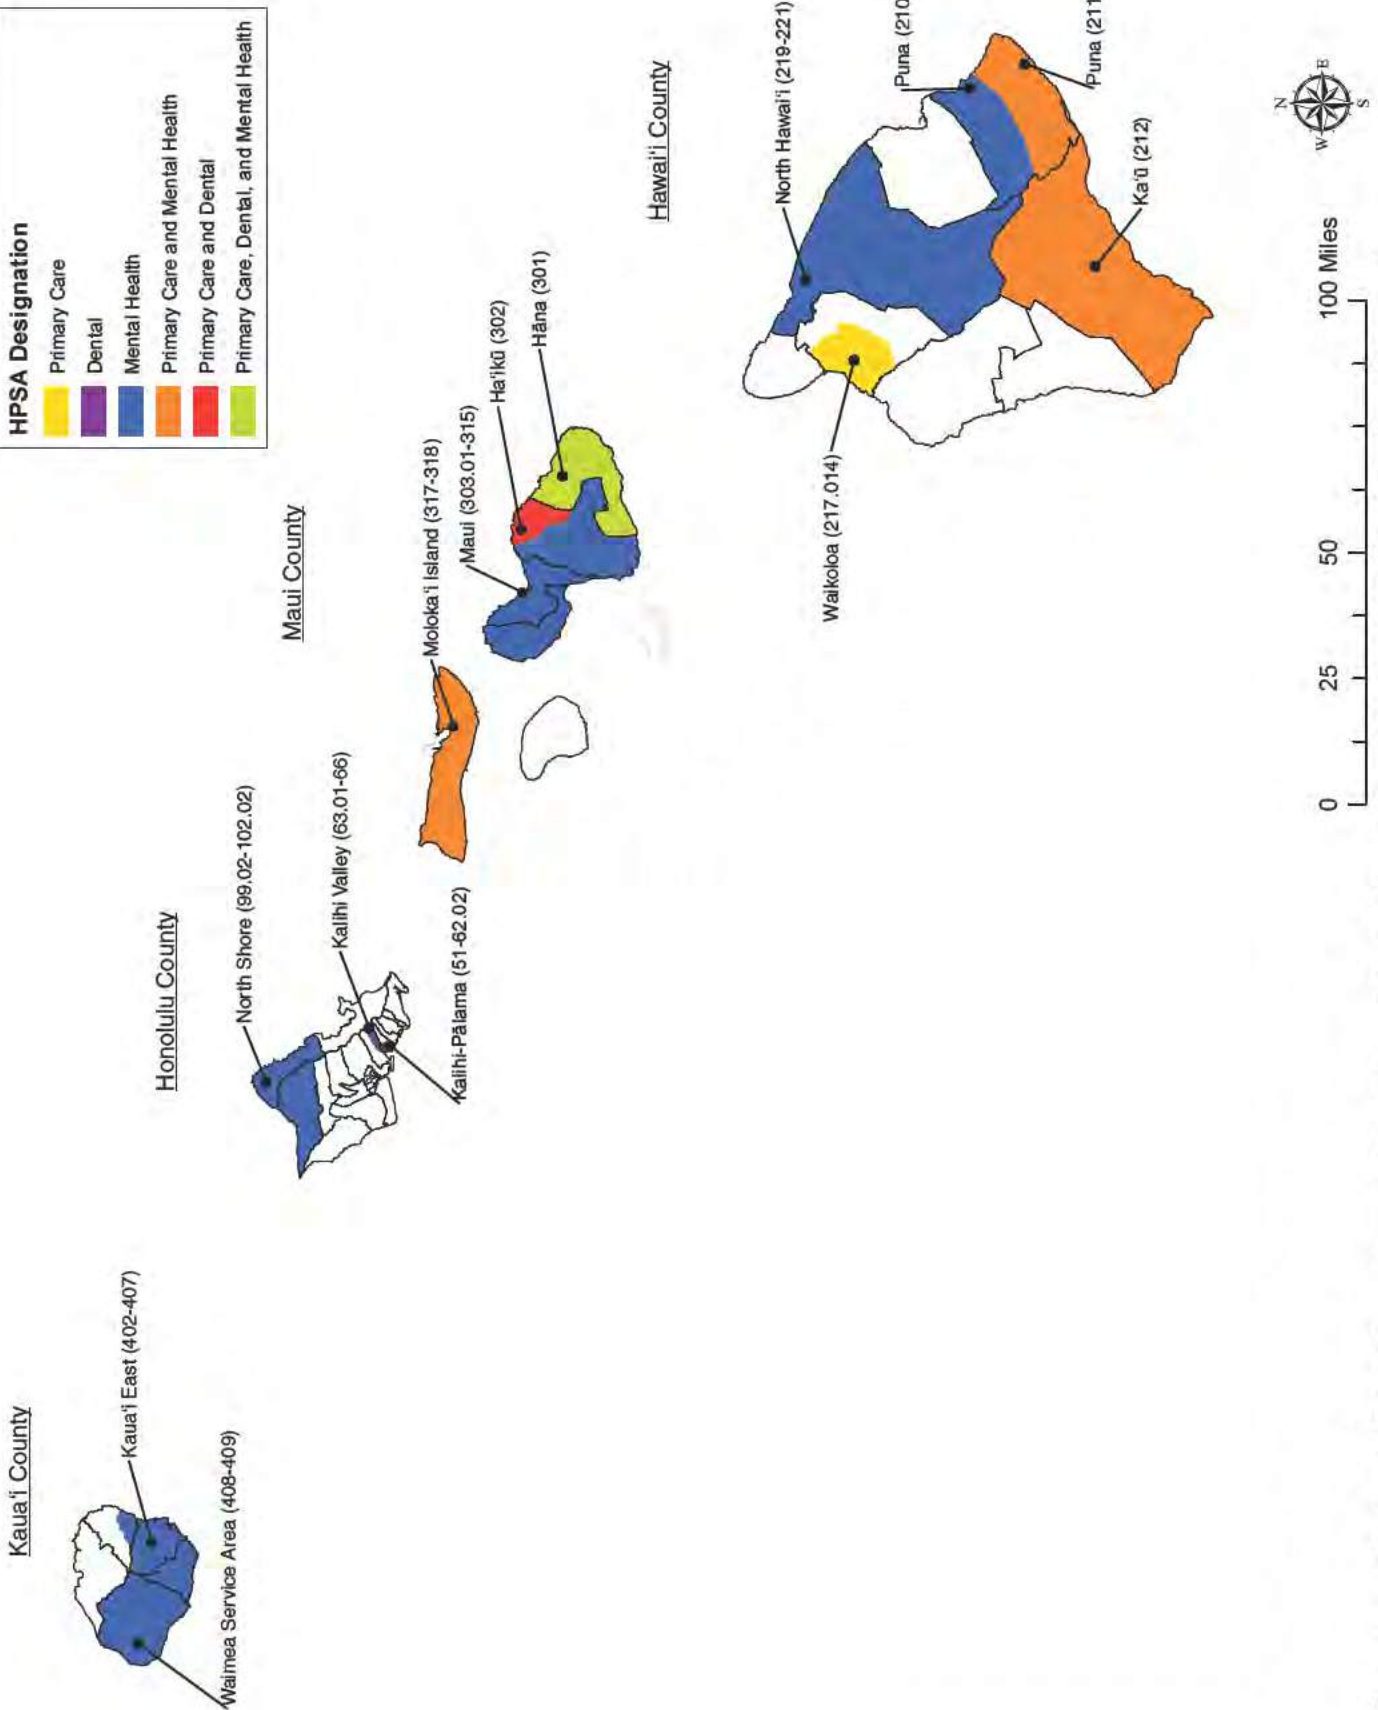 HPSA Designation
Primary Care
Dental
Mental Health
Primary Care and Mental Health
Primary Care and Dental
Primary Care, Dental, and Mental Health
Kaua'i County
Kaua'i East (402-407)
Waimea Service Area (408-409)
Honolulu County
North Shore (99.02-102.02)
Kalihi Valley (63.01-66)
Kalihi-Pālama (51-62.02)
Maui County
Moloka'i Island (317-318)
Maui (303.01-315)
Ha'ikū (302)
Hāna (301)
Hawai'i County
North Hawai'i (219-221)
Puna (210
Puna (211
Ka'ū (212)
Waikoloa (217.014)
N
W E
S
0 25 50 100 Miles